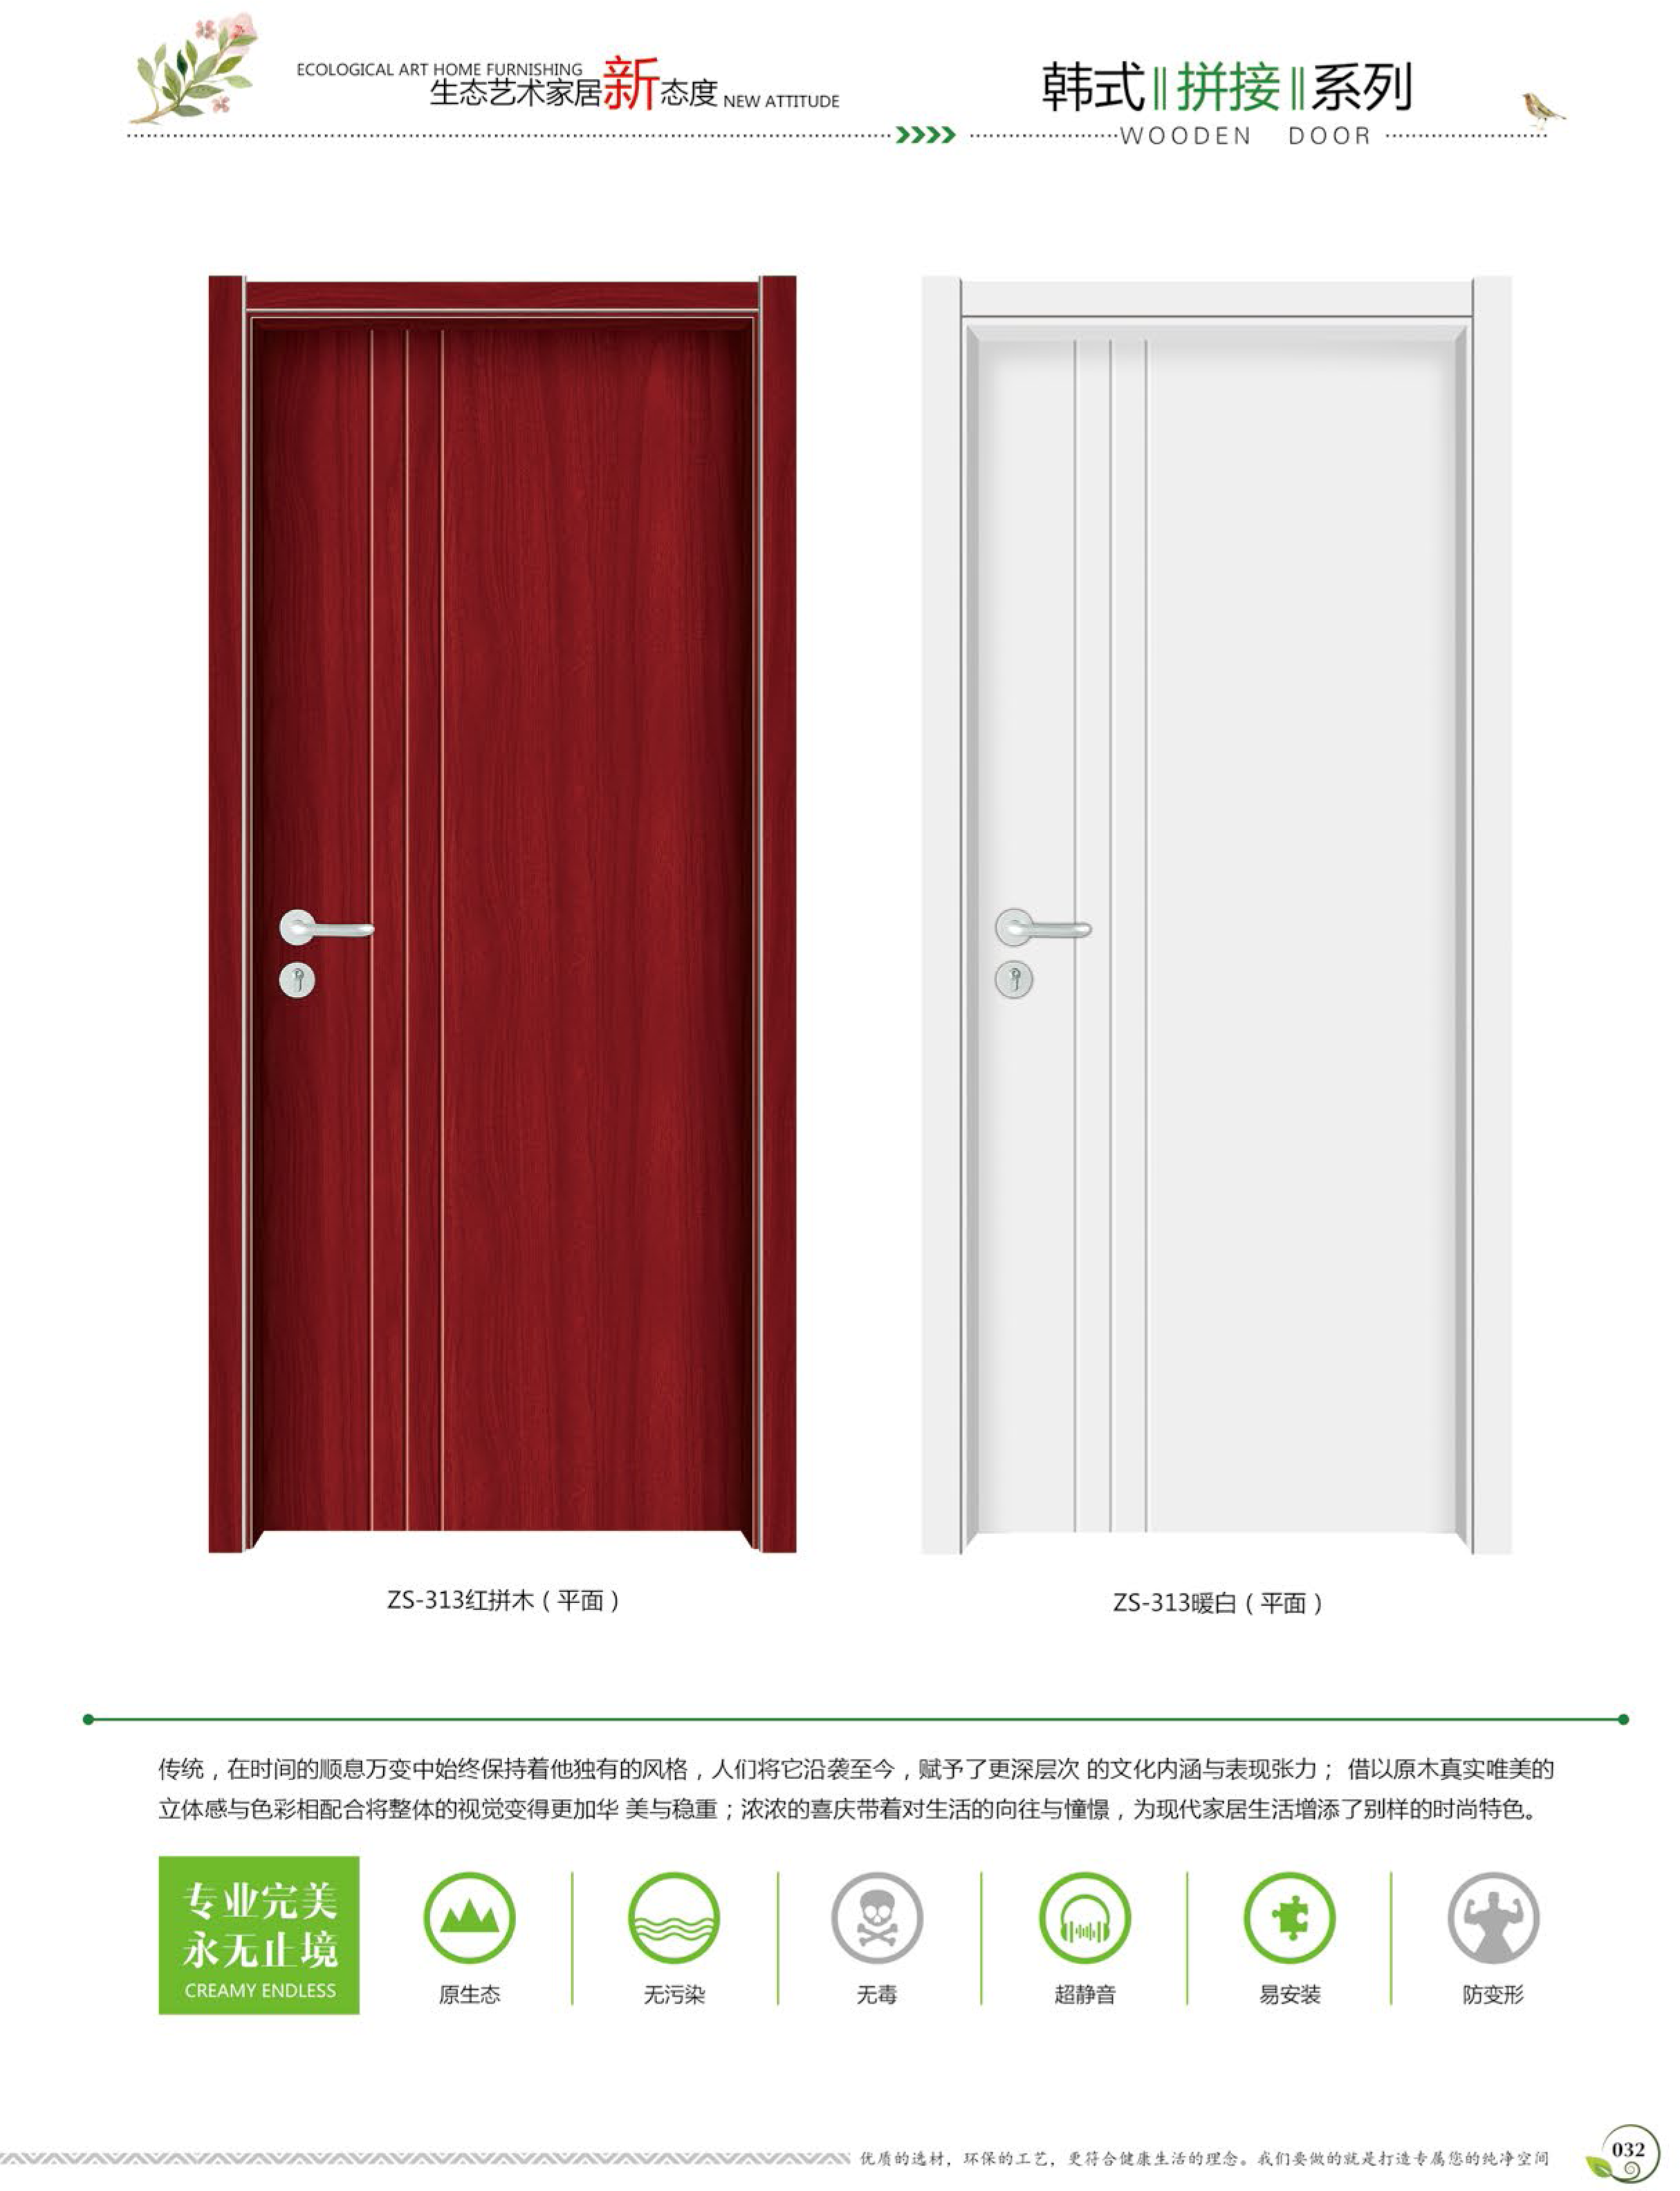 ECOLOGICAL ART HOME FURNISHING
生态艺术家居新态度 NEW ATTITUDE
韩式‖拼接‖系列
WOODEN DOOR
ZS-313红拼木（平面）
ZS-313暖白（平面）
传统，在时间的顺息万变中始终保持着他独有的风格，人们将它沿袭至今，赋予了更深层次 的文化内涵与表现张力； 借以原木真实唯美的
立体感与色彩相配合将整体的视觉变得更加华 美与稳重；浓浓的喜庆带着对生活的向往与憧憬，为现代家居生活增添了别样的时尚特色。
专业完美
永无止境
CREAMY ENDLESS
原生态
无污染
无毒
超静音
易安装
防变形
优质的选材，环保的工艺，更符合健康生活的理念。我们要做的就是打造专属您的纯净空间
032